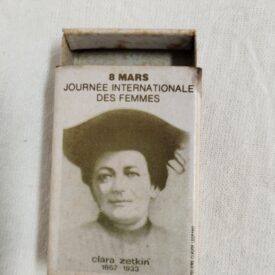 8 MARS
JOURNÉE INTERNATIONALE
DES FEMMES
clara zetkin
1857 1933